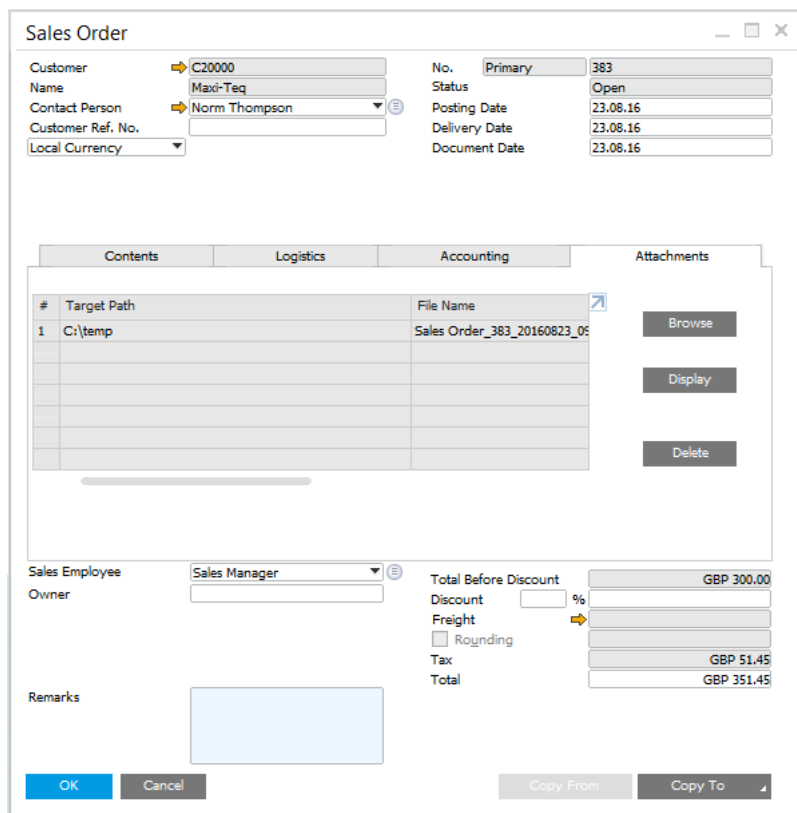 Sales Order
Customer C20000
Name Maxi-Teq
Contact Person Norm Thompson
Customer Ref. No.
Local Currency
No. Primary 383
Status Open
Posting Date 23.08.16
Delivery Date 23.08.16
Document Date 23.08.16
Contents Logistics Accounting Attachments
# Target Path File Name
1 C:\temp Sales Order_383_20160823_09
Browse
Display
Delete
Sales Employee Sales Manager
Owner
Remarks
Total Before Discount GBP 300.00
Discount %
Freight
Rounding
Tax GBP 51.45
Total GBP 351.45
OK Cancel Copy From Copy To